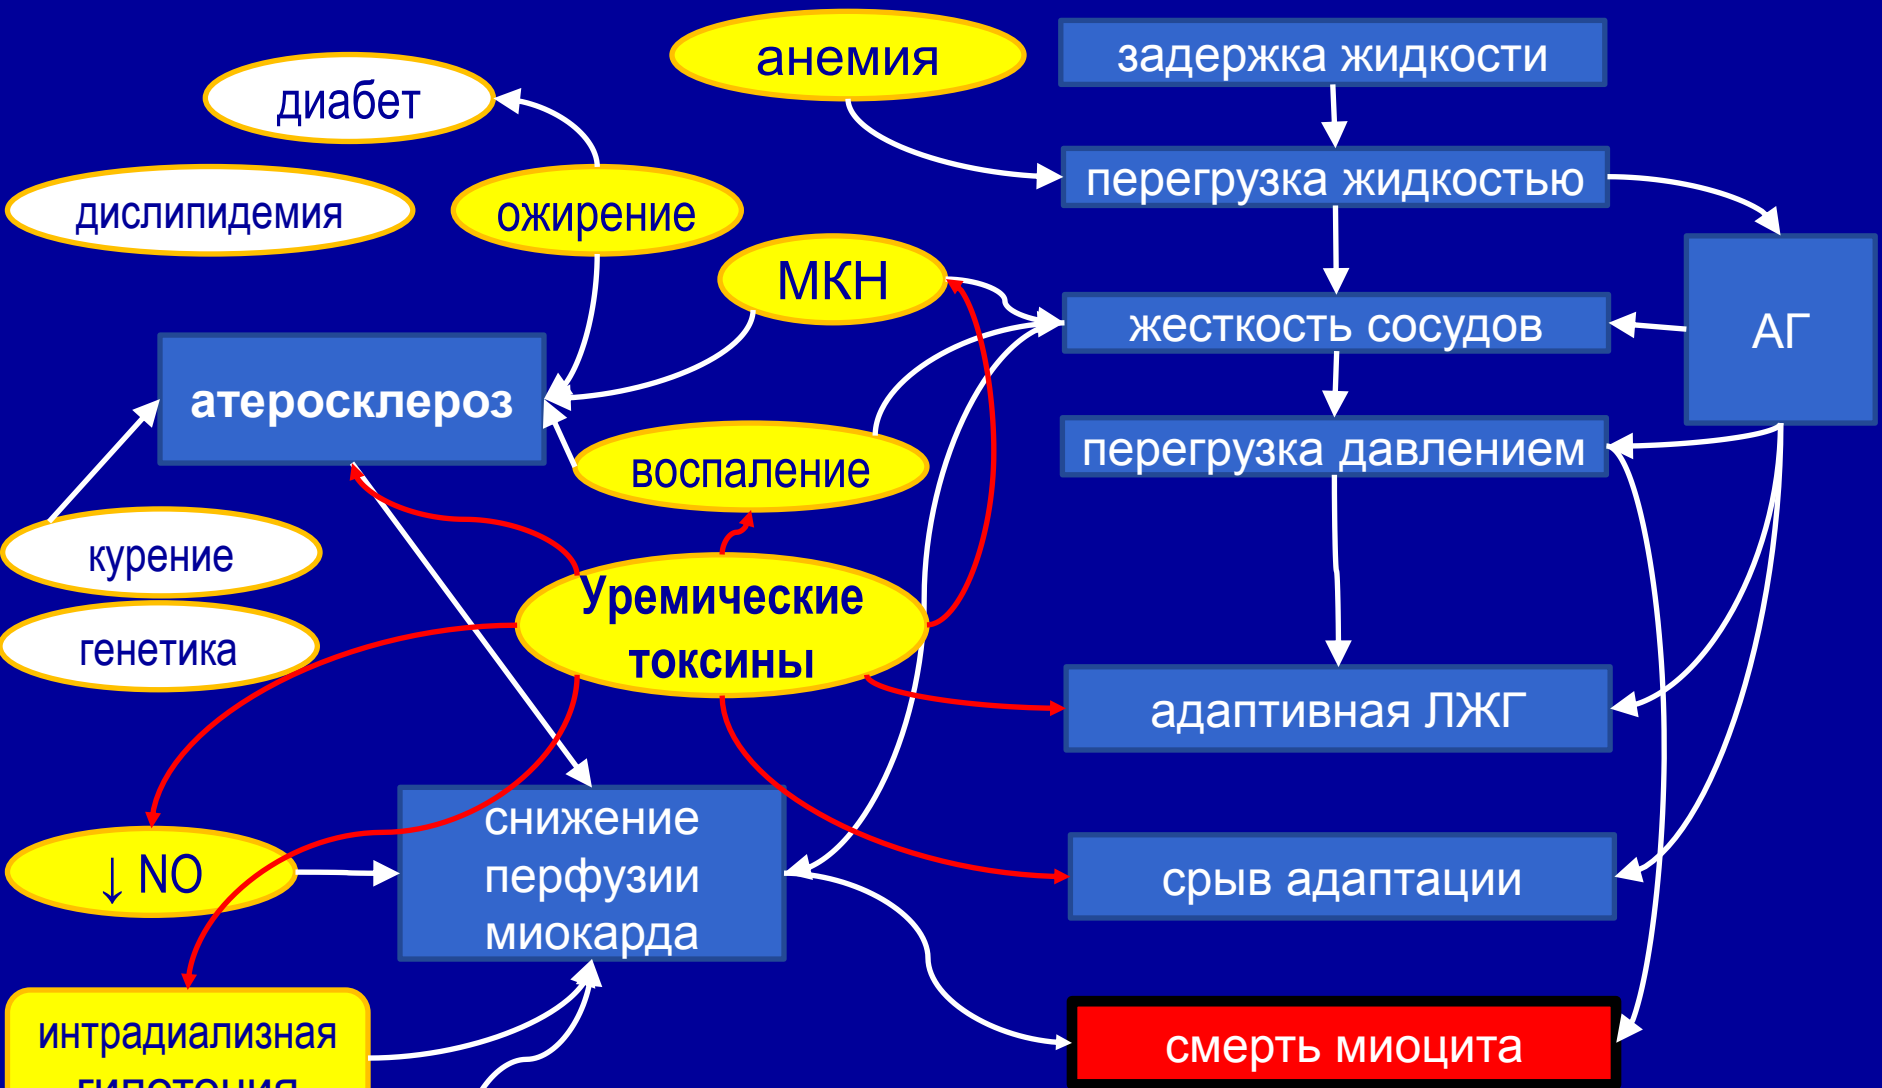 анемия
задержка жидкости
диабет
перегрузка жидкостью
дислипидемия
ожирение
МКН
жесткость сосудов
АГ
атеросклероз
перегрузка давлением
воспаление
курение
Уремические
токсины
генетика
адаптивная ЛЖГ
снижение
перфузии
миокарда
↓ NO
срыв адаптации
интрадиализная
гипотония
смерть миоцита